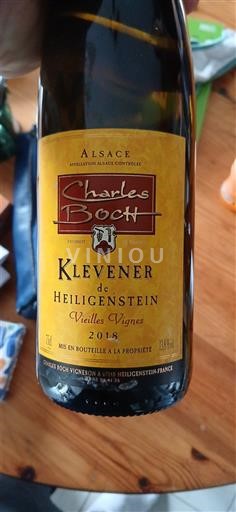 ALSACE
APPELLATION ALSACE CONTRÔLÉE
Charles
BOCH
VINIOU
KLEVENER
de
HEILIGENSTEIN
Vieilles Vignes
2018
MIS EN BOUTEILLE A LA PROPRIÉTÉ
CHARLES BOCH VIGNERON A HEILIGENSTEIN-FRANCE